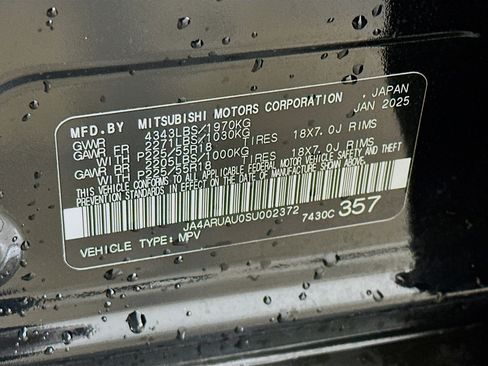 MFD.BY MITSUBISHI MOTORS CORPORATION , JAPAN
GVWR 4343LBS/1970KG JAN 2025
GAWR FR 2271LBS/1030KG
WITH P225/55R18 TIRES 18X7.0J RIMS
GAWR RR 2205LBS/1000KG
WITH P225/55R18 TIRES 18X7.0J RIMS
THIS VEHICLE CONFORMS TO ALL APPLICABLE FEDERAL MOTOR VEHICLE SAFETY AND THEFT
PREVENTION STANDARDS IN EFFECT ON THE DATE OF MANUFACTURE SHOWN ABOVE.
JA4ARUAU0SU002372 7430C 357
VEHICLE TYPE: MPV